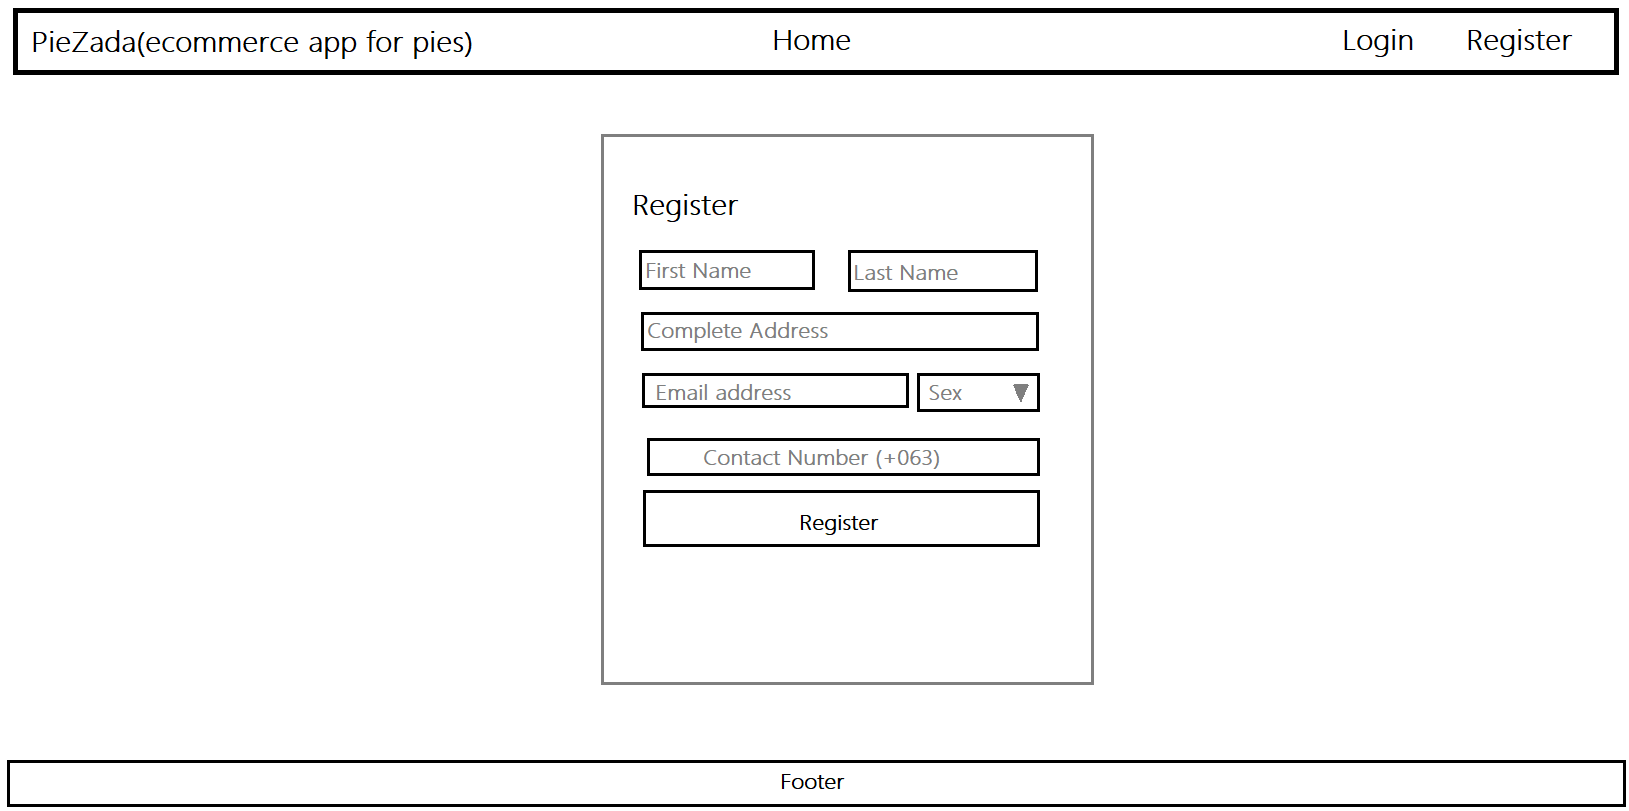 PieZada(ecommerce app for pies) Home Login Register
Register
First Name Last Name
Complete Address
Email address Sex
Contact Number (+063)
Register
Footer